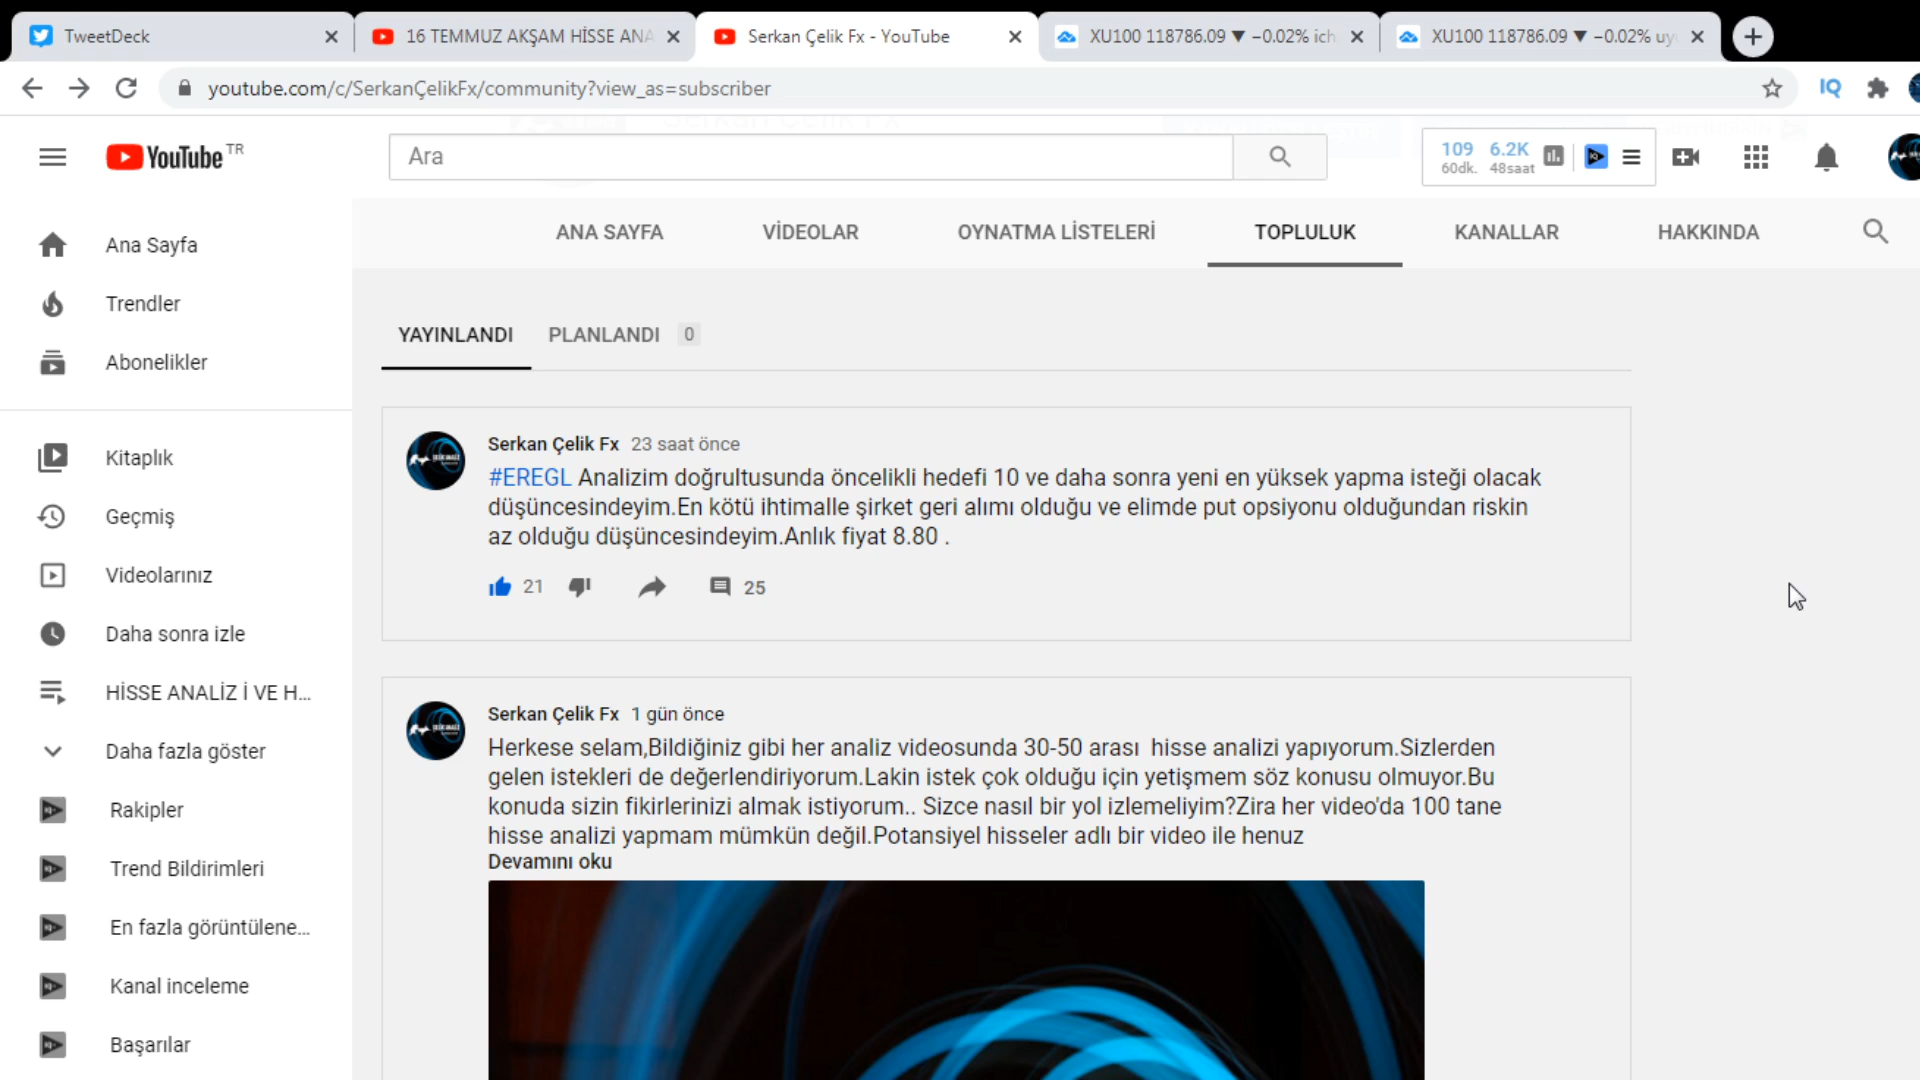 TweetDeck
16 TEMMUZ AKŞAM HİSSE ANA
Serkan Çelik Fx - YouTube
XU100 118786.09 ▼ −0.02% ich
XU100 118786.09 ▼ −0.02% uy
youtube.com/c/SerkanÇelikFx/community?view_as=subscriber
IQ
YouTube TR
Ara
109 6.2K
60dk. 48saat
ANA SAYFA VİDEOLAR OYNATMA LİSTELERİ TOPLULUK KANALLAR HAKKINDA
Ana Sayfa
Trendler
Abonelikler
Kitaplık
Geçmiş
Videolarınız
Daha sonra izle
HİSSE ANALİZ İ VE H...
Daha fazla göster
Rakipler
Trend Bildirimleri
En fazla görüntülene...
Kanal inceleme
Başarılar
YAYINLANDI PLANLANDI 0
Serkan Çelik Fx 23 saat önce
#EREGL Analizim doğrultusunda öncelikli hedefi 10 ve daha sonra yeni en yüksek yapma isteği olacak
düşüncesindeyim.En kötü ihtimalle şirket geri alımı olduğu ve elimde put opsiyonu olduğundan riskin
az olduğu düşüncesindeyim.Anlık fiyat 8.80 .
21 25
Serkan Çelik Fx 1 gün önce
Herkese selam,Bildiğiniz gibi her analiz videosunda 30-50 arası hisse analizi yapıyorum.Sizlerden
gelen istekleri de değerlendiriyorum.Lakin istek çok olduğu için yetişmem söz konusu olmuyor.Bu
konuda sizin fikirlerinizi almak istiyorum.. Sizce nasıl bir yol izlemeliyim?Zira her video'da 100 tane
hisse analizi yapmam mümkün değil.Potansiyel hisseler adlı bir video ile henuz
Devamını oku